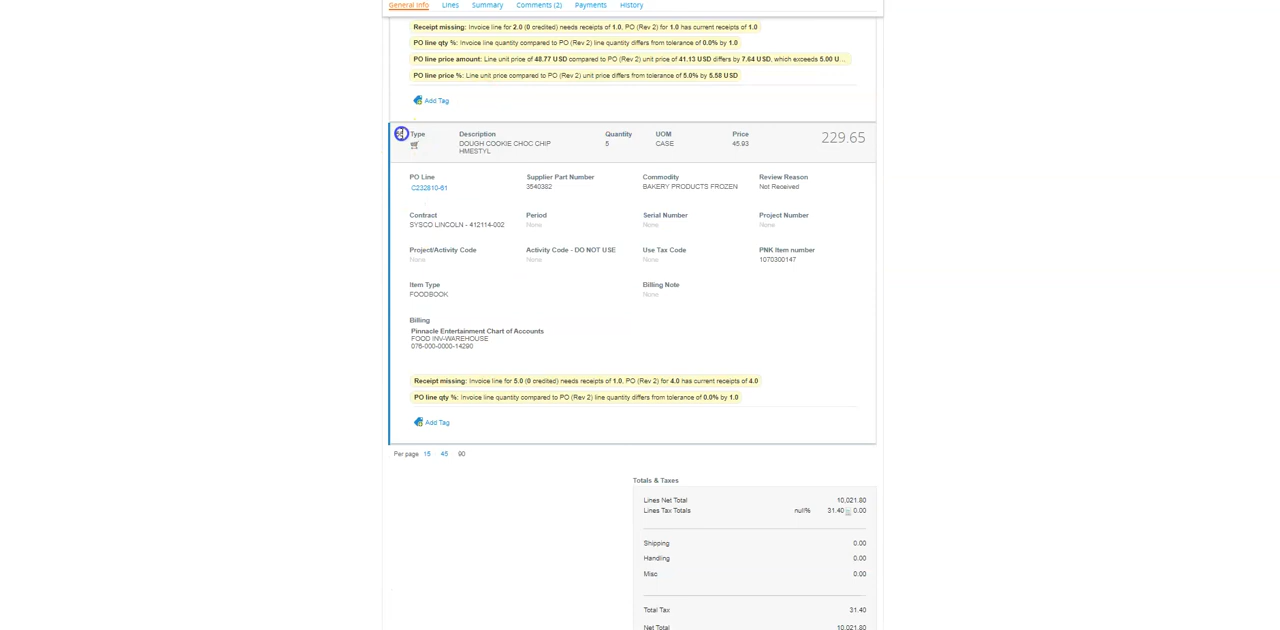 General Info Lines Summary Comments (2) Payments History
Receipt missing: Invoice line for 2.0 (0 credited) needs receipts of 1.0, PO (Rev 2) for 1.0 has current receipts of 1.0
PO line qty %: Invoice line quantity compared to PO (Rev 2) line quantity differs from tolerance of 0.0% by 1.0
PO line price amount: Line unit price of 48.77 USD compared to PO (Rev 2) unit price of 41.13 USD differs by 7.64 USD, which exceeds 5.00 U...
PO line price %: Line unit price compared to PO (Rev 2) unit price differs from tolerance of 5.0% by 5.58 USD
Add Tag
Type Description Quantity UOM Price 229.65
DOUGH COOKIE CHOC CHIP 5 CASE 45.93
HMESTYL
PO Line Supplier Part Number Commodity Review Reason
C232810-61 3540382 BAKERY PRODUCTS FROZEN Not Received
Contract Period Serial Number Project Number
SYSCO LINCOLN - 412114-002 None None None
Project/Activity Code Activity Code - DO NOT USE Use Tax Code PNK Item number
None None None 1070300147
Item Type Billing Note
FOODBOOK None
Billing
Pinnacle Entertainment Chart of Accounts
FOOD INV-WAREHOUSE
076-000-0000-14290
Receipt missing: Invoice line for 5.0 (0 credited) needs receipts of 1.0, PO (Rev 2) for 4.0 has current receipts of 4.0
PO line qty %: Invoice line quantity compared to PO (Rev 2) line quantity differs from tolerance of 0.0% by 1.0
Add Tag
Per page 15 45 90
Totals & Taxes
Lines Net Total 10,021.80
Lines Tax Totals null% 31.40 0.00
Shipping 0.00
Handling 0.00
Misc 0.00
Total Tax 31.40
Net Total 10,021.80